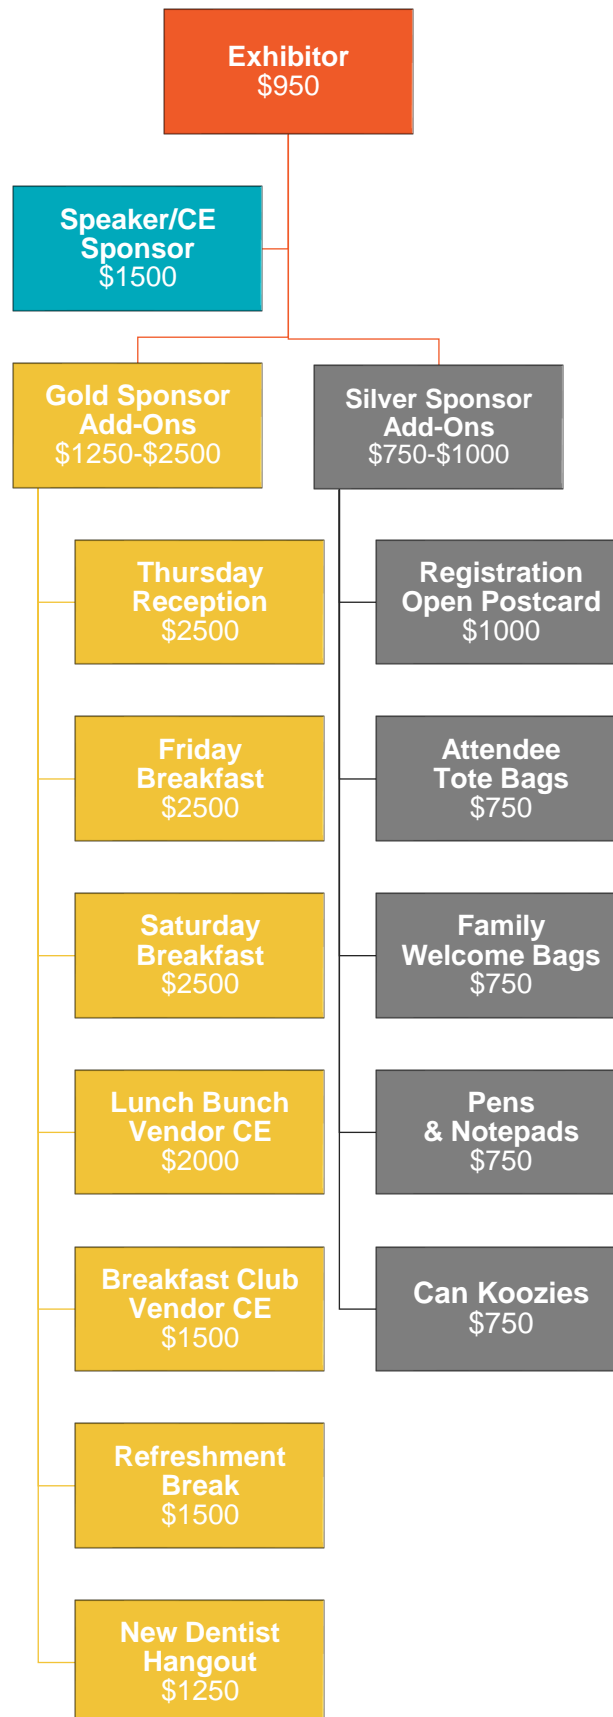 Exhibitor
$950
Speaker/CE
Sponsor
$1500
Gold Sponsor
Add-Ons
$1250-$2500
Silver Sponsor
Add-Ons
$750-$1000
Thursday
Reception
$2500
Registration
Open Postcard
$1000
Friday
Breakfast
$2500
Attendee
Tote Bags
$750
Saturday
Breakfast
$2500
Family
Welcome Bags
$750
Lunch Bunch
Vendor CE
$2000
Pens
& Notepads
$750
Breakfast Club
Vendor CE
$1500
Can Koozies
$750
Refreshment
Break
$1500
New Dentist
Hangout
$1250